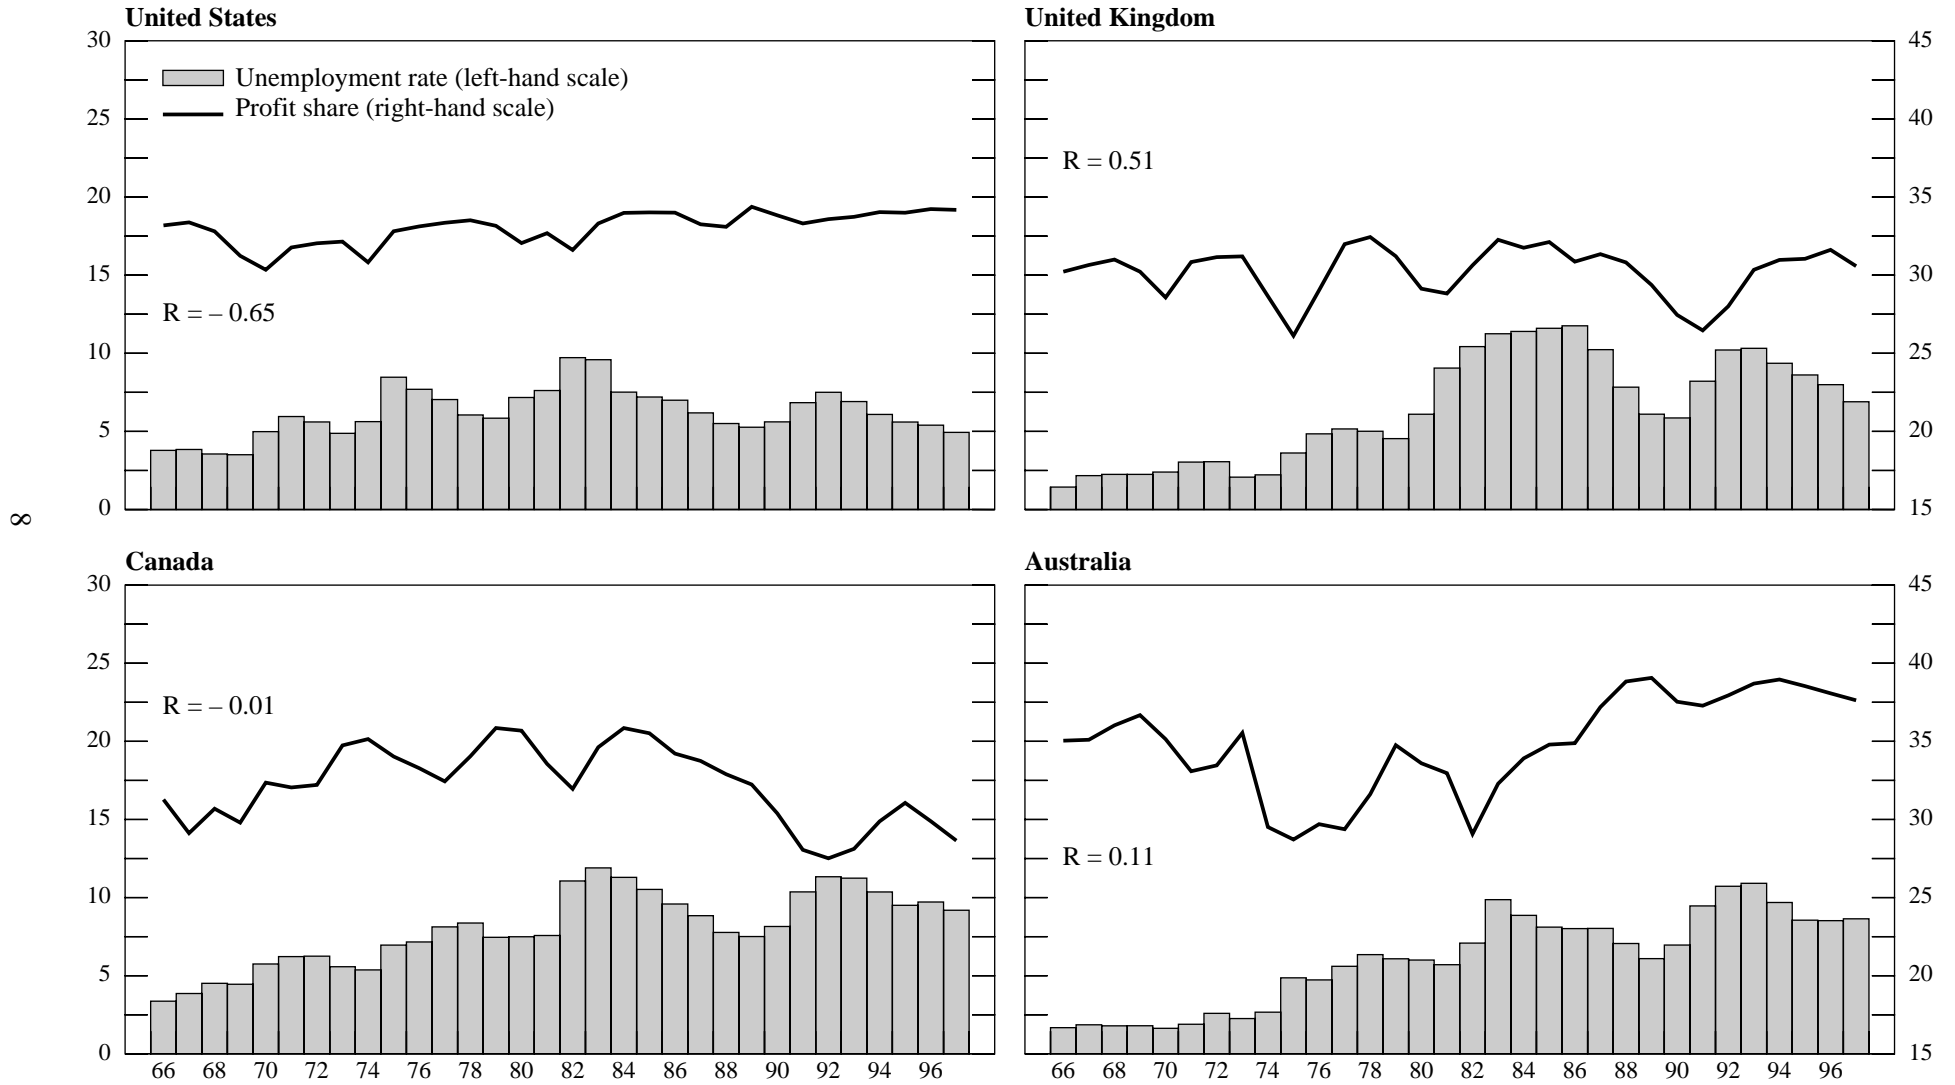 United States
30
25
20
15
10
5
0
Unemployment rate (left-hand scale)
Profit share (right-hand scale)
R = – 0.65
United Kingdom
45
40
35
30
25
20
15
R = 0.51
8
Canada
30
25
20
15
10
5
0
R = – 0.01
66 68 70 72 74 76 78 80 82 84 86 88 90 92 94 96
Australia
45
40
35
30
25
20
15
R = 0.11
66 68 70 72 74 76 78 80 82 84 86 88 90 92 94 96